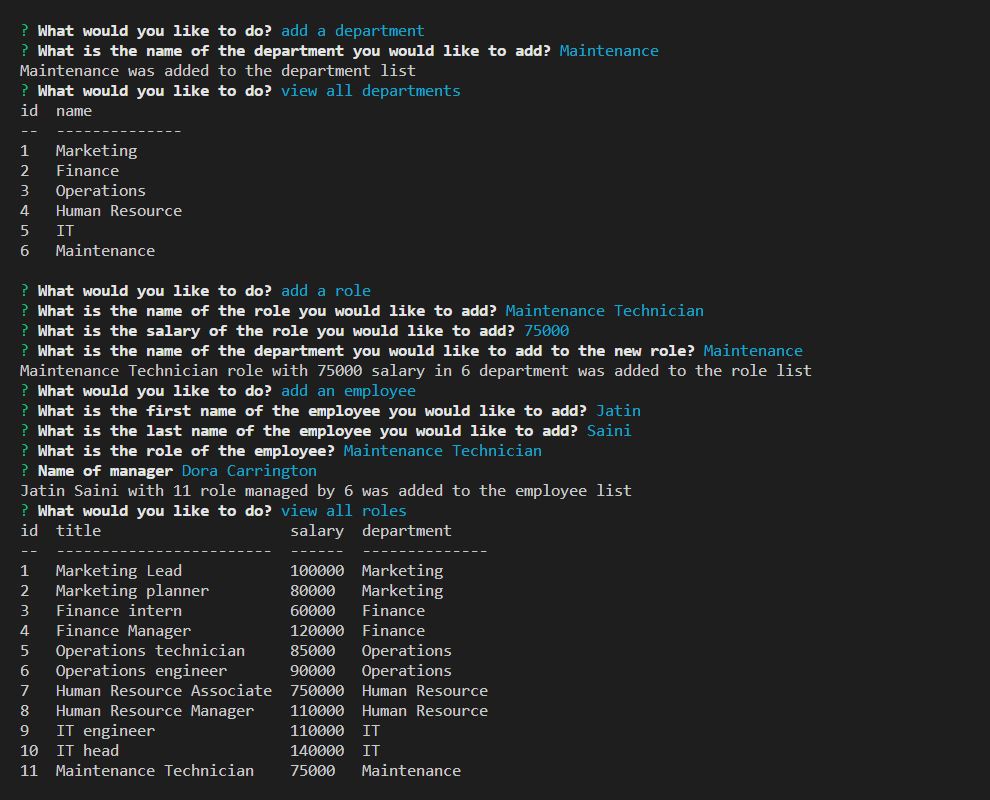 ? What would you like to do? add a department
? What is the name of the department you would like to add? Maintenance
Maintenance was added to the department list
? What would you like to do? view all departments
id  name
--  --------------
1   Marketing
2   Finance
3   Operations
4   Human Resource
5   IT
6   Maintenance

? What would you like to do? add a role
? What is the name of the role you would like to add? Maintenance Technician
? What is the salary of the role you would like to add? 75000
? What is the name of the department you would like to add to the new role? Maintenance
Maintenance Technician role with 75000 salary in 6 department was added to the role list
? What would you like to do? add an employee
? What is the first name of the employee you would like to add? Jatin
? What is the last name of the employee you would like to add? Saini
? What is the role of the employee? Maintenance Technician
? Name of manager Dora Carrington
Jatin Saini with 11 role managed by 6 was added to the employee list
? What would you like to do? view all roles
id  title                     salary  department
--  ------------------------  ------  --------------
1   Marketing Lead            100000  Marketing
2   Marketing planner         80000   Marketing
3   Finance intern            60000   Finance
4   Finance Manager           120000  Finance
5   Operations technician     85000   Operations
6   Operations engineer       90000   Operations
7   Human Resource Associate  750000  Human Resource
8   Human Resource Manager    110000  Human Resource
9   IT engineer               110000  IT
10  IT head                   140000  IT
11  Maintenance Technician    75000   Maintenance